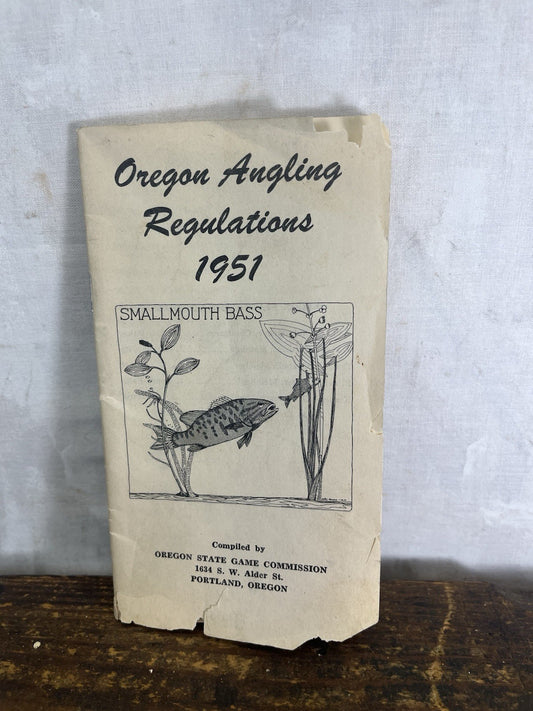 Oregon Angling
Regulations
1951
SMALLMOUTH BASS
Compiled by
OREGON STATE GAME COMMISSION
1634 S. W. Alder St.
PORTLAND, OREGON